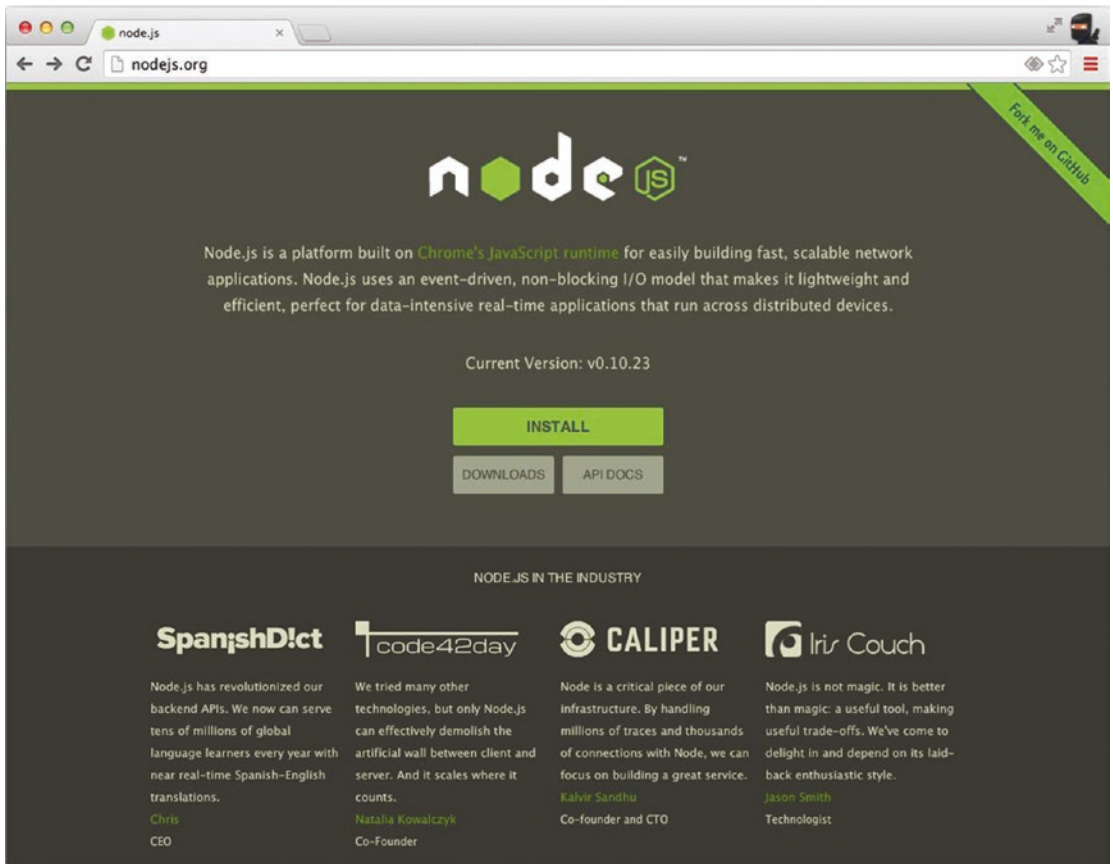 node.js
nodejs.org
Fork me on GitHub
node JS™
Node.js is a platform built on Chrome's JavaScript runtime for easily building fast, scalable network
applications. Node.js uses an event-driven, non-blocking I/O model that makes it lightweight and
efficient, perfect for data-intensive real-time applications that run across distributed devices.
Current Version: v0.10.23
INSTALL
DOWNLOADS
API DOCS
NODE.JS IN THE INDUSTRY
Span¡shD!ct
Node.js has revolutionized our
backend APIs. We now can serve
tens of millions of global
language learners every year with
near real-time Spanish-English
translations.
Chris
CEO
code42day
We tried many other
technologies, but only Node.js
can effectively demolish the
artificial wall between client and
server. And it scales where it
counts.
Natalia Kowalczyk
Co-Founder
CALIPER
Node is a critical piece of our
infrastructure. By handling
millions of traces and thousands
of connections with Node, we can
focus on building a great service.
Kalvir Sandhu
Co-founder and CTO
Iris Couch
Node.js is not magic. It is better
than magic: a useful tool, making
useful trade-offs. We've come to
delight in and depend on its laid-
back enthusiastic style.
Jason Smith
Technologist